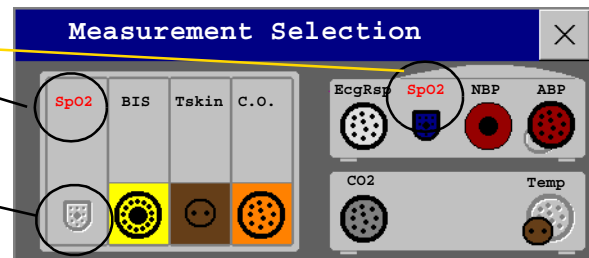 Measurement Selection
SpO2 BIS Tskin C.O.
EcgRsp SpO2 NBP ABP
CO2 Temp